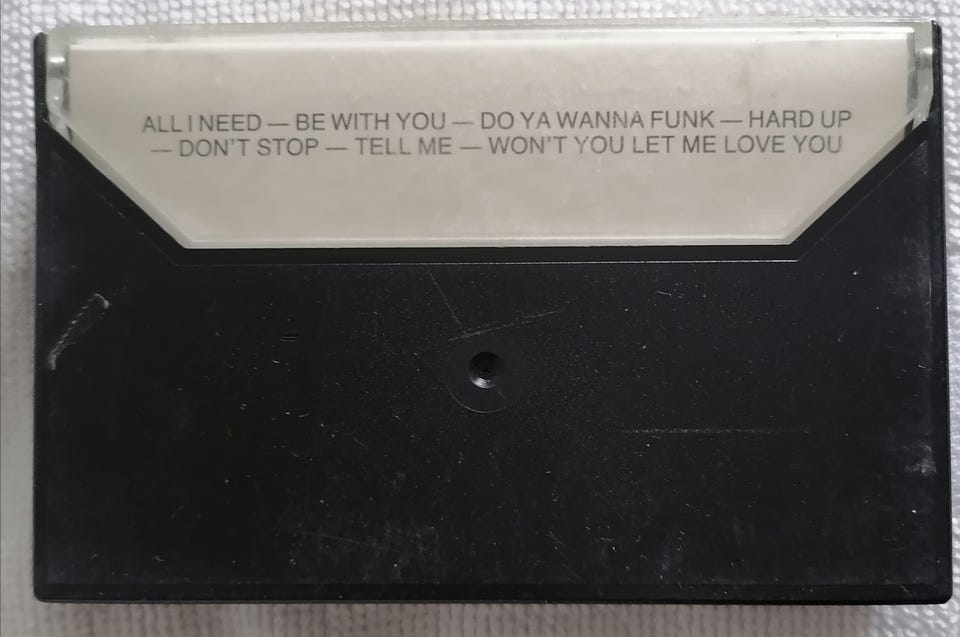 ALL I NEED — BE WITH YOU — DO YA WANNA FUNK — HARD UP
— DON'T STOP — TELL ME — WON'T YOU LET ME LOVE YOU